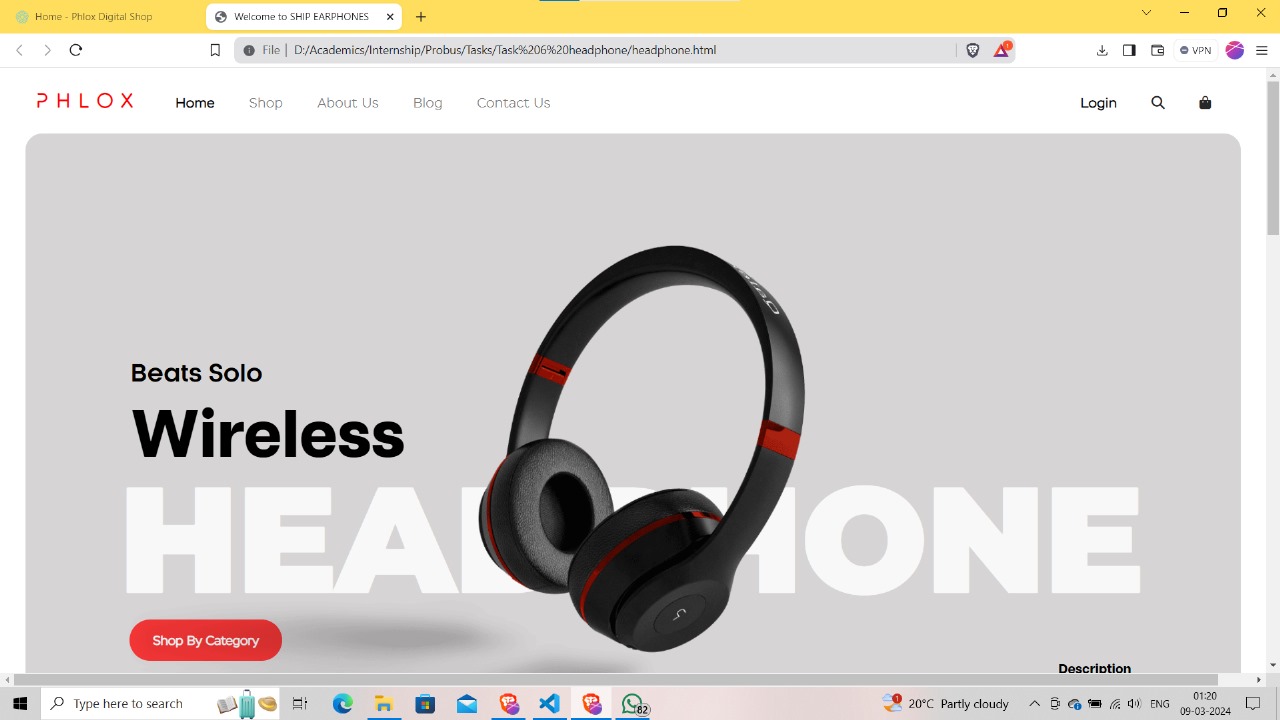 Home - Phlox Digital Shop
Welcome to SHIP EARPHONES
File
D:/Academics/Internship/Probus/Tasks/Task%206%20headphone/headphone.html
1
VPN
PHLOX
Home
Shop
About Us
Blog
Contact Us
Login
Beats Solo
Wireless
HEADPHONE
Shop By Category
Description
Type here to search
82
1
20°C Partly cloudy
ENG
01:20
09-03-2024